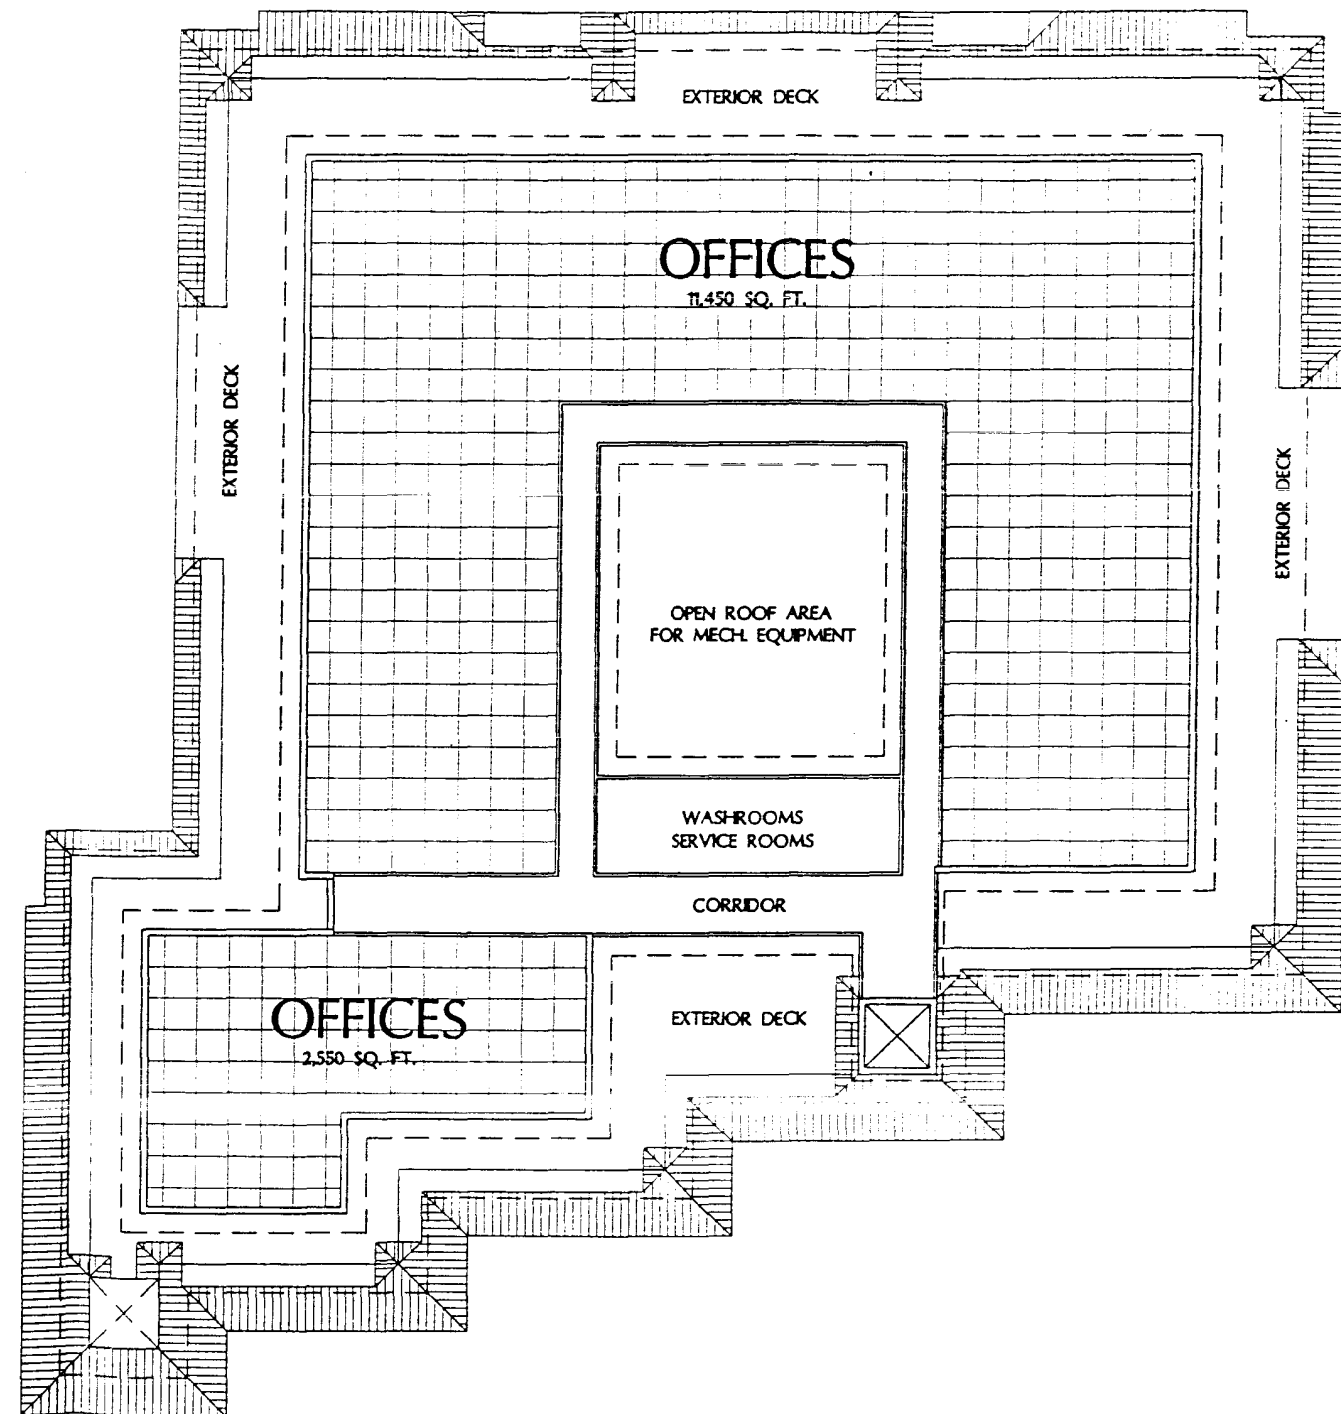 EXTERIOR DECK
OFFICES
11,450 SQ. FT.
EXTERIOR DECK
EXTERIOR DECK
OPEN ROOF AREA
FOR MECH. EQUIPMENT
WASHROOMS
SERVICE ROOMS
CORRIDOR
OFFICES
2,550 SQ. FT.
EXTERIOR DECK